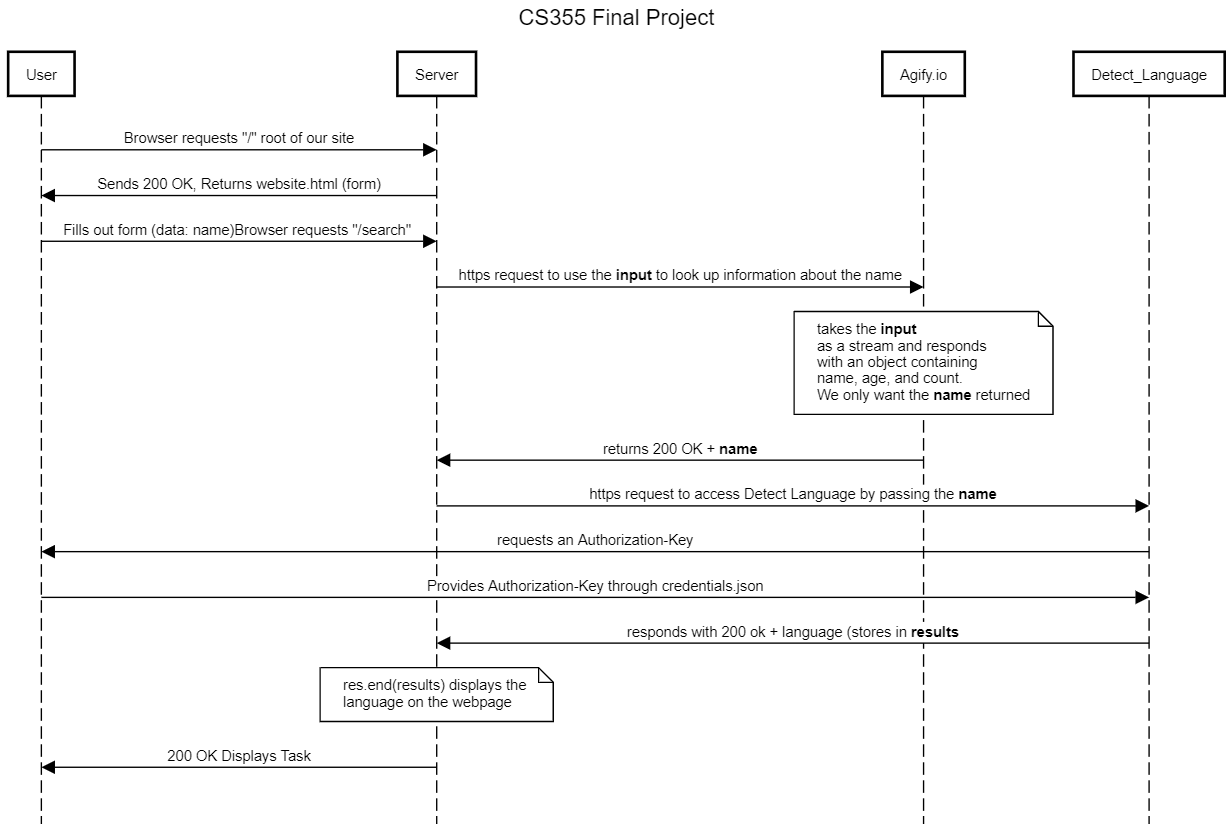 CS355 Final Project
User
Server
Agify.io
Detect_Language
Browser requests "/" root of our site
Sends 200 OK, Returns website.html (form)
Fills out form (data: name)Browser requests "/search"
https request to use the input to look up information about the name
takes the input
as a stream and responds
with an object containing
name, age, and count.
We only want the name returned
returns 200 OK + name
https request to access Detect Language by passing the name
requests an Authorization-Key
Provides Authorization-Key through credentials.json
responds with 200 ok + language (stores in results
res.end(results) displays the
language on the webpage
200 OK Displays Task